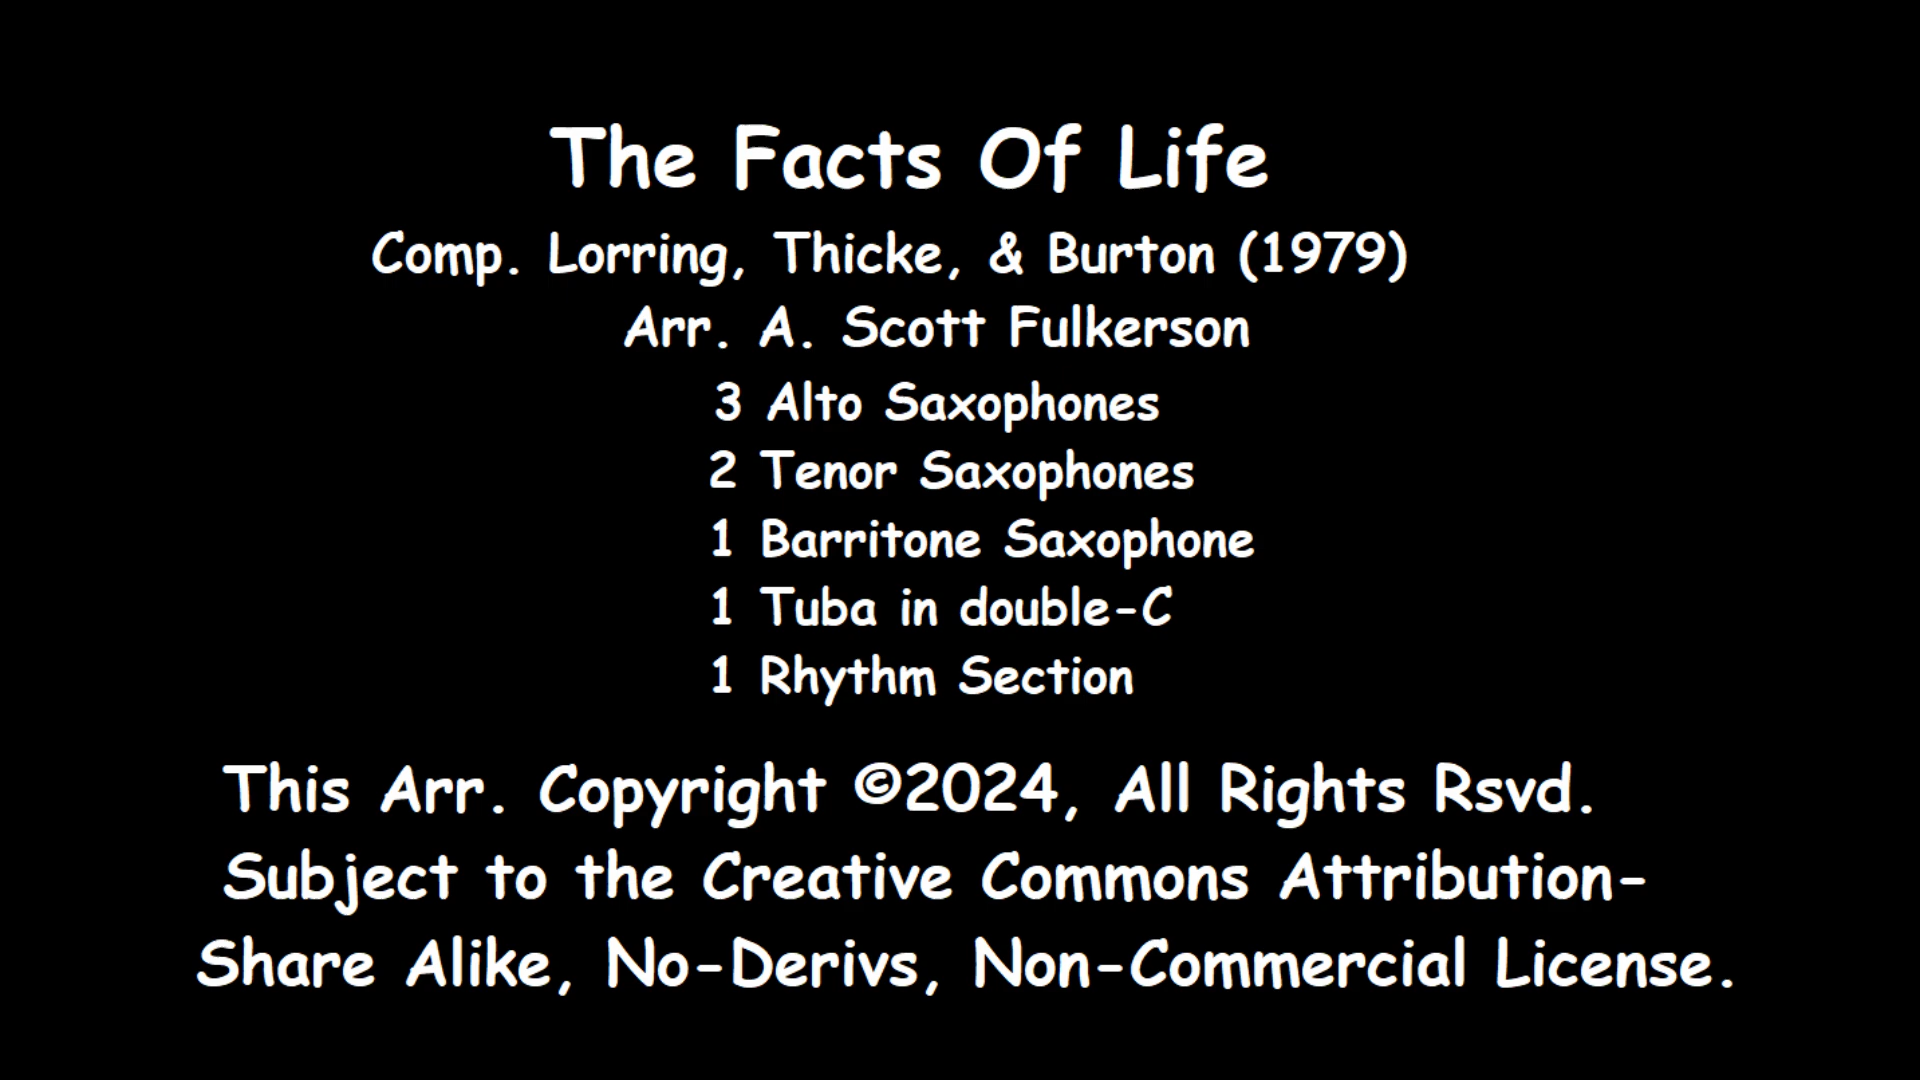 The Facts Of Life
Comp. Lorring, Thicke, & Burton (1979)
Arr. A. Scott Fulkerson
3 Alto Saxophones
2 Tenor Saxophones
1 Barritone Saxophone
1 Tuba in double-C
1 Rhythm Section
This Arr. Copyright ©2024, All Rights Rsvd.
Subject to the Creative Commons Attribution-
Share Alike, No-Derivs, Non-Commercial License.